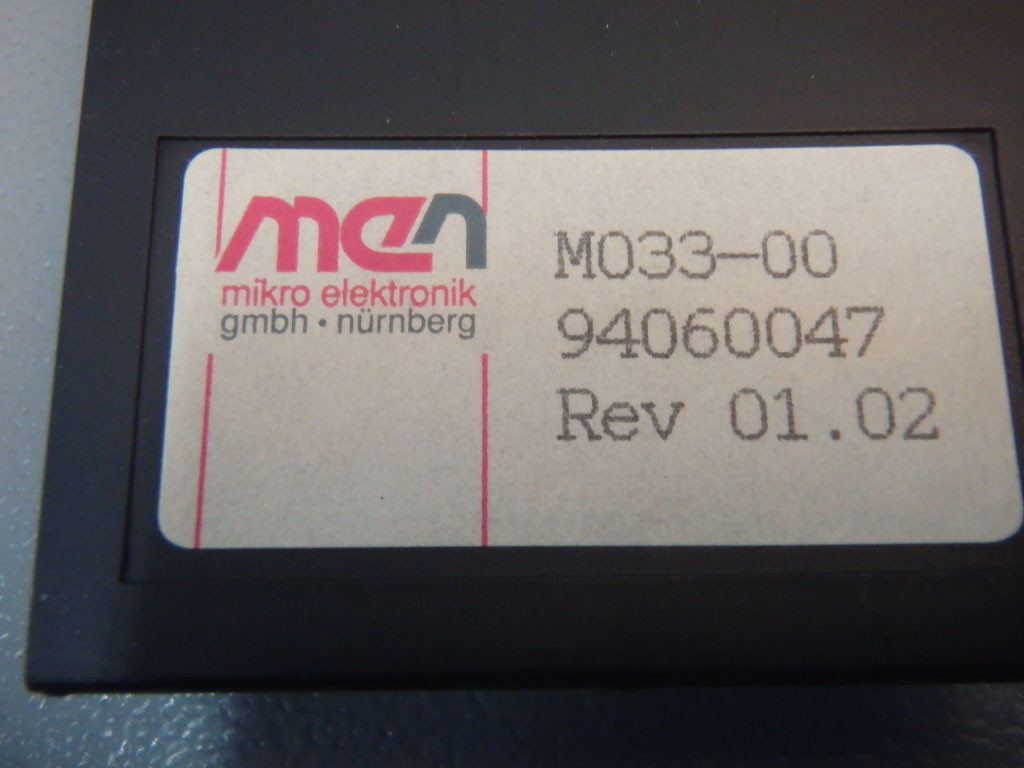 men
mikro elektronik
gmbh · nürnberg
M033-00
94060047
Rev 01.02